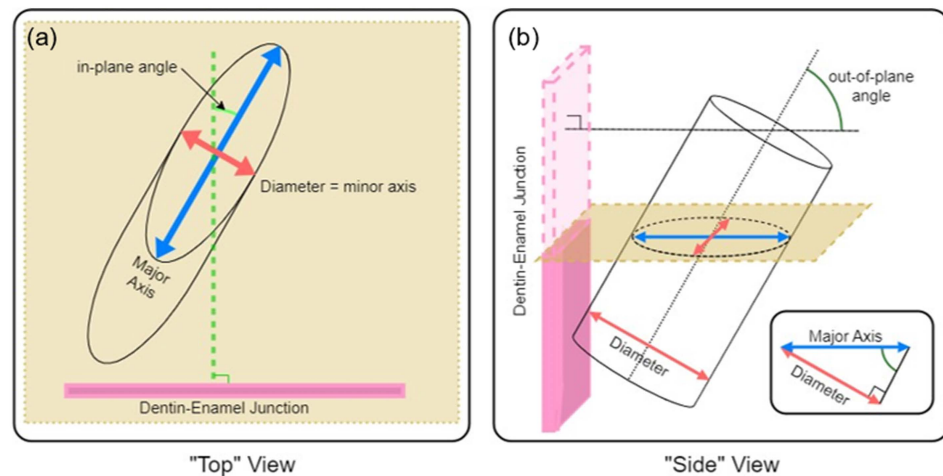 (a)
in-plane angle
Diameter = minor axis
Major
Axis
Dentin-Enamel Junction
"Top" View
(b)
out-of-plane
angle
Dentin-Enamel Junction
Diameter
Major Axis
Diameter
"Side" View